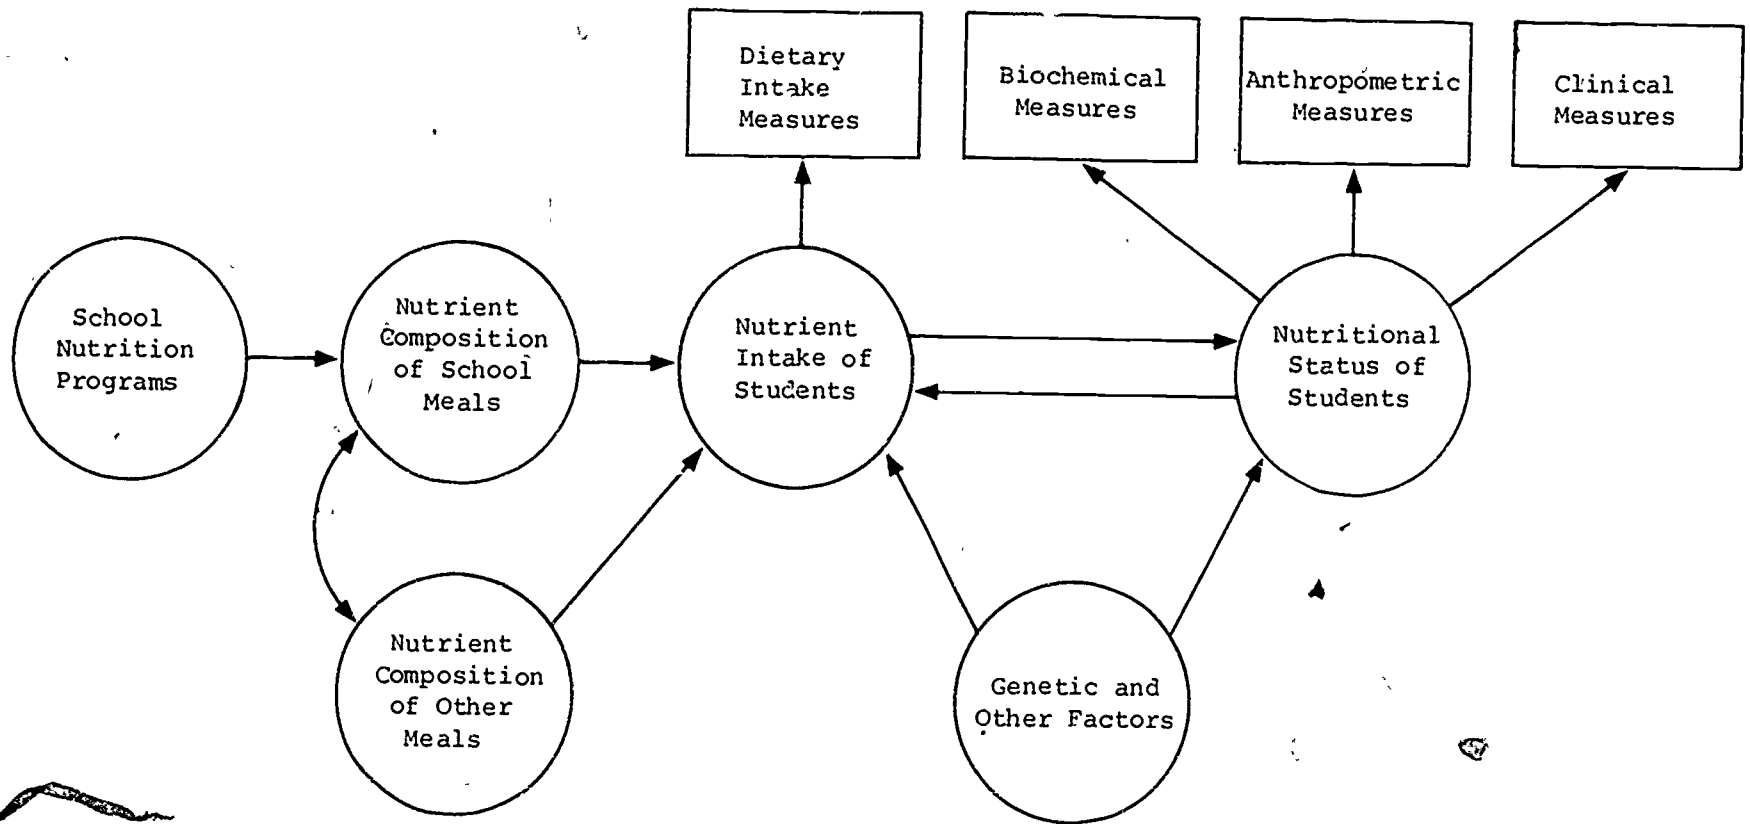 Dietary
Intake
Measures
Biochemical
Measures
Anthropometric
Measures
Clinical
Measures
School
Nutrition
Programs
Nutrient
Composition
of School
Meals
Nutrient
Intake of
Students
Nutritional
Status of
Students
Nutrient
Composition
of Other
Meals
Genetic and
Other Factors